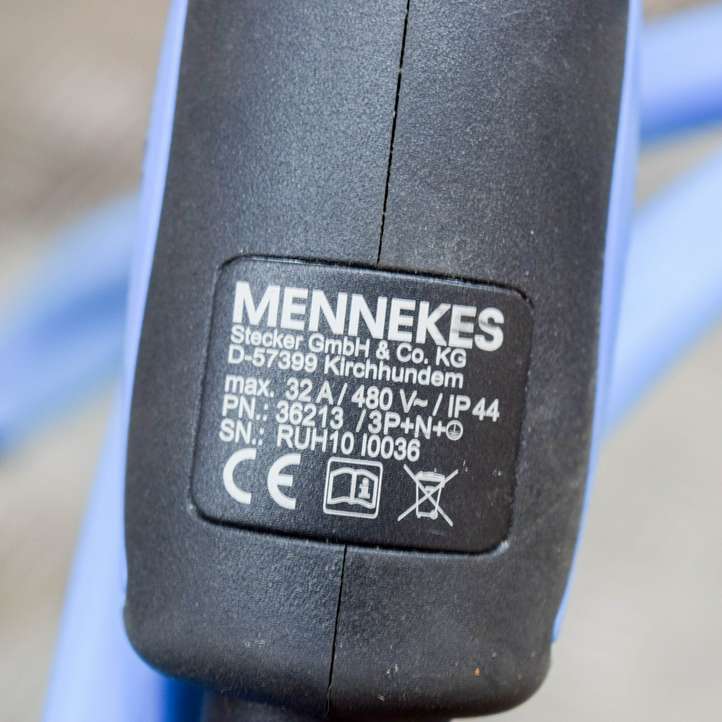 MENNEKES
Stecker GmbH & Co. KG
D-57399 Kirchhundem
max. 32 A / 480 V~ / IP 44
PN.: 36213 / 3P+N+⏚
SN.: RUH10 I0036
CE